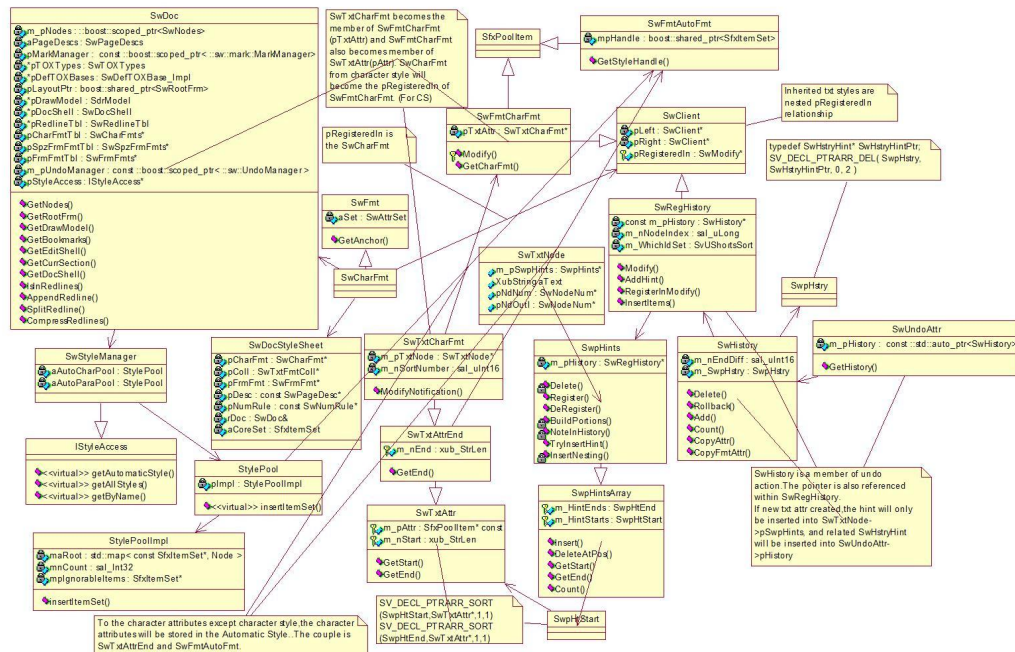 SwDoc
m_pNodes : ::boost::scoped_ptr<SwNodes>
aPageDescs : SwPageDescs
pMarkManager : const ::boost::scoped_ptr< ::sw::mark::MarkManager>
*pTOXTypes : SwTOXTypes
*pDefTOXBases : SwDefTOXBase_Impl
pLayoutPtr : boost::shared_ptr<SwRootFrm>
*pDrawModel : SdrModel
*pDocShell : SwDocShell
*pRedlineTbl : SwRedlineTbl
pCharFmtTbl : SwCharFmts*
pSpzFrmFmtTbl : SwSpzFrmFmts*
pFrmFmtTbl : SwFrmFmts*
m_pUndoManager : const ::boost::scoped_ptr< ::sw::UndoManager>
pStyleAccess : IStyleAccess*
GetNodes()
GetRootFrm()
GetDrawModel()
GetBookmarks()
GetEditShell()
GetCurrSection()
GetDocShell()
IsInRedlines()
AppendRedline()
SplitRedline()
CompressRedlines()
SwTxtCharFmt becomes the
member of SwFmtCharFmt
(pTxtAttr) and SwFmtCharFmt
also becomes member of
SwTxtAttr(pAttr). SwCharFmt
from character style will
become the pRegisteredIn of
SwFmtCharFmt. (For CS)
SfxPoolItem
SwFmtAutoFmt
mpHandle : boost::shared_ptr<SfxItemSet>
GetStyleHandle()
pRegisteredIn is
the SwCharFmt
SwFmtCharFmt
pTxtAttr : SwTxtCharFmt*
Modify()
GetCharFmt()
SwClient
pLeft : SwClient*
pRight : SwClient*
pRegisteredIn : SwModify*
Inherited txt styles are
nested pRegisteredIn
relationship
typedef SwHstryHint* SwHstryHintPtr;
SV_DECL_PTRARR_DEL( SwpHstry,
SwHstryHintPtr, 0, 2 )
SwFmt
aSet : SwAttrSet
GetAnchor()
SwCharFmt
SwTxtNode
m_pSwpHints : SwpHints*
XubString:aText
pNdNum : SwNodeNum*
pNdOutl : SwNodeNum*
SwRegHistory
const m_pHistory : SwHistory*
m_nNodeIndex : sal_uLong
m_WhichIdSet : SvUShortsSort
Modify()
AddHint()
RegisterInModify()
InsertItems()
SwpHstry
SwStyleManager
aAutoCharPool : StylePool
aAutoParaPool : StylePool
SwDocStyleSheet
pCharFmt : SwCharFmt*
pColl : SwTxtFmtColl*
pFrmFmt : SwFrmFmt*
pDesc : const SwPageDesc*
pNumRule : const SwNumRule*
rDoc : SwDoc&
aCoreSet : SfxItemSet
SwTxtCharFmt
m_pTxtNode : SwTxtNode*
m_nSortNumber : sal_uInt16
ModifyNotification()
SwpHints
m_pHistory : SwRegHistory*
Delete()
Register()
DeRegister()
BuildPortions()
NoteInHistory()
TryInsertHint()
InsertNesting()
SwHistory
m_nEndDiff : sal_uInt16
m_SwpHstry : SwpHstry
Delete()
Rollback()
Add()
Count()
CopyAttr()
CopyFmtAttr()
SwUndoAttr
m_pHistory : const ::std::auto_ptr<SwHistory>
GetHistory()
IStyleAccess
<<virtual>> getAutomaticStyle()
<<virtual>> getAllStyles()
<<virtual>> getByName()
StylePool
pImpl : StylePoolImpl
<<virtual>> insertItemSet()
SwTxtAttrEnd
m_nEnd : xub_StrLen
GetEnd()
SwTxtAttr
m_pAttr : SfxPoolItem* const
m_nStart : xub_StrLen
GetStart()
GetEnd()
SwpHintsArray
m_HintEnds : SwpHtEnd
m_HintStarts : SwpHtStart
Insert()
DeleteAtPos()
GetStart()
GetEnd()
Count()
SwHistory is a member of undo
action.The pointer is also referenced
within SwRegHistory.
If new txt attr created,the hint will only
be inserted into SwTxtNode-
>pSwpHints, and related SwHstryHint
will be inserted into SwUndoAttr-
>pHistory
StylePoolImpl
maRoot : std::map< const SfxItemSet*, Node >
mnCount : sal_Int32
mpIgnorableItems : SfxItemSet*
insertItemSet()
To the character attributes except character style,the character
attributes will be stored in the Automatic Style..The couple is
SwTxtAttrEnd and SwFmtAutoFmt.
SV_DECL_PTRARR_SORT
(SwpHtStart,SwTxtAttr*,1,1)
SV_DECL_PTRARR_SORT
(SwpHtEnd,SwTxtAttr*,1,1)
SwpHtStart